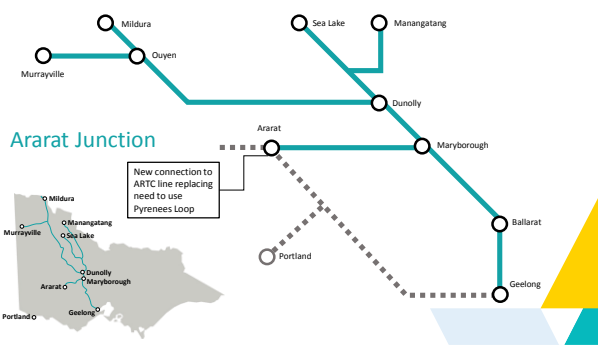 Mildura
Sea Lake
Manangatang
Ouyen
Murrayville
Dunolly
Ararat
Ararat Junction
Maryborough
New connection to
ARTC line replacing
need to use
Pyrenees Loop
Ballarat
Portland
Geelong
Mildura
Manangatang
Murrayville
Sea Lake
Dunolly
Maryborough
Ararat
Portland
Geelong